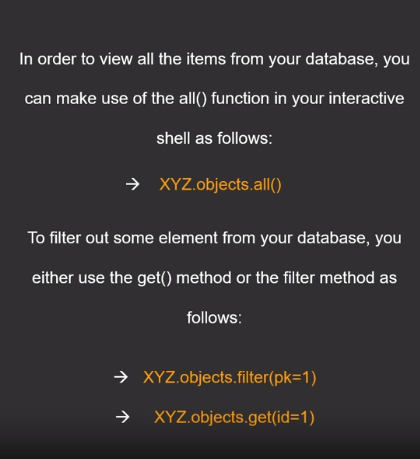 In order to view all the items from your database, you
can make use of the all() function in your interactive
shell as follows:
→ XYZ.objects.all()
To filter out some element from your database, you
either use the get() method or the filter method as
follows:
→ XYZ.objects.filter(pk=1)
→ XYZ.objects.get(id=1)